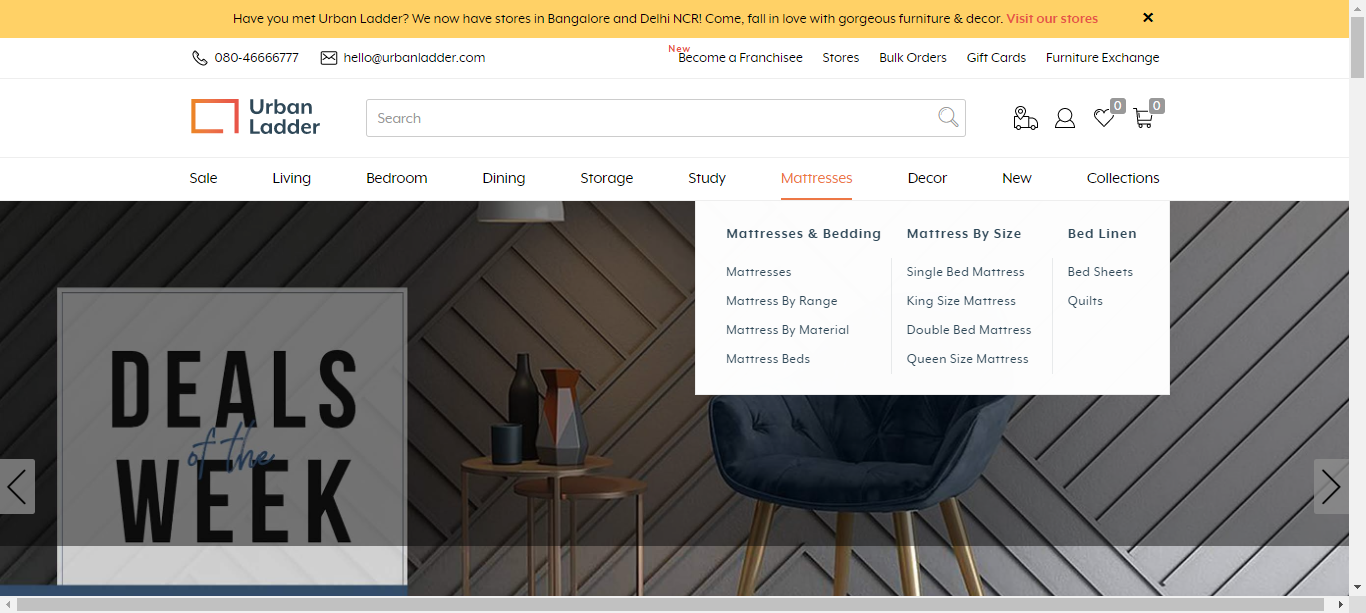 Have you met Urban Ladder? We now have stores in Bangalore and Delhi NCR! Come, fall in love with gorgeous furniture & decor. Visit our stores
080-46666777 hello@urbanladder.com New Become a Franchisee Stores Bulk Orders Gift Cards Furniture Exchange
Urban
Ladder
Search
0
0
Sale Living Bedroom Dining Storage Study Mattresses Decor New Collections
Mattresses & Bedding
Mattresses
Mattress By Range
Mattress By Material
Mattress Beds
Mattress By Size
Single Bed Mattress
King Size Mattress
Double Bed Mattress
Queen Size Mattress
Bed Linen
Bed Sheets
Quilts
DEALS
of the
WEEK